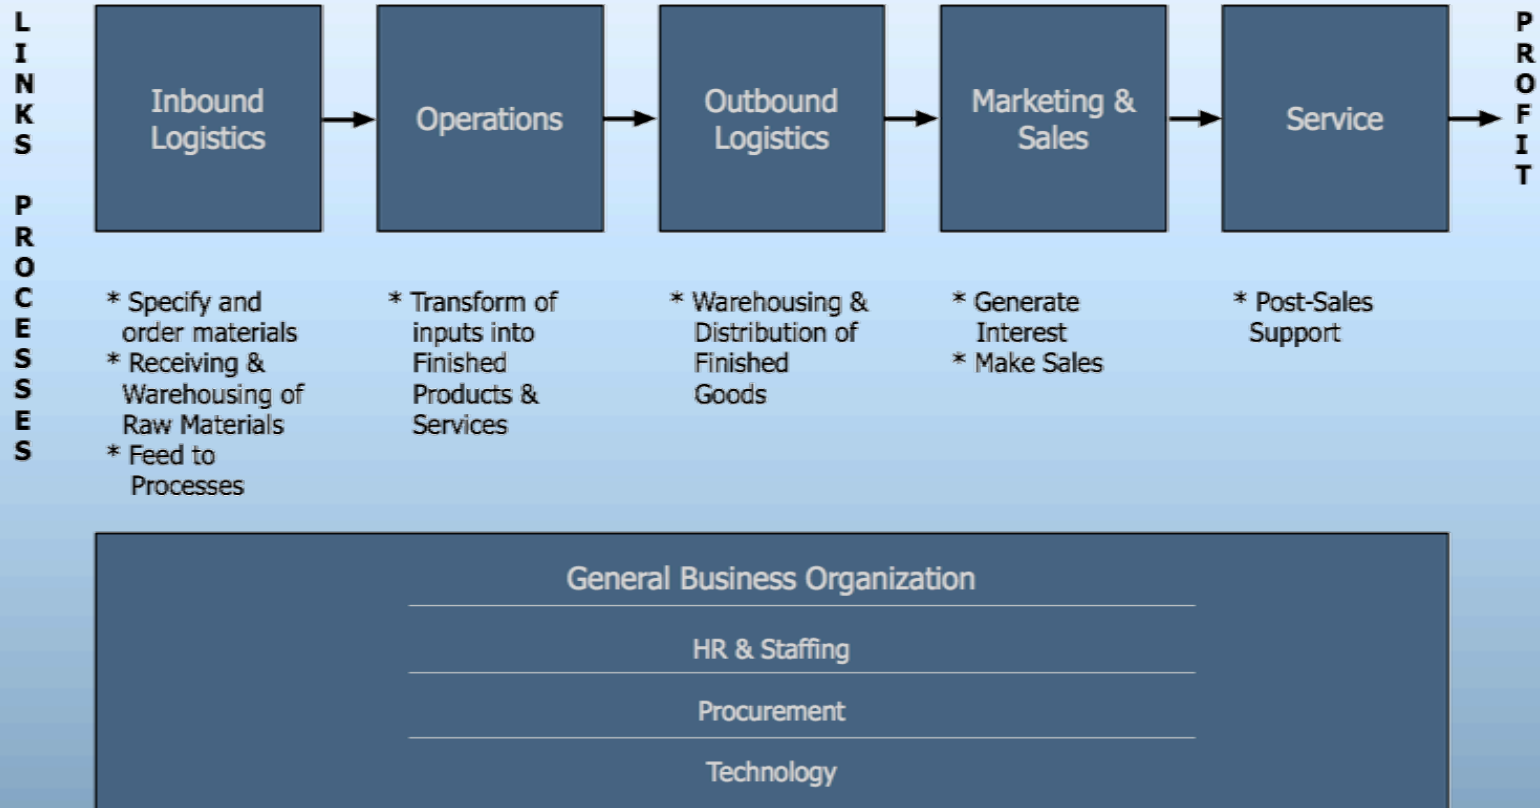 LINKS PROCESSES
Inbound
Logistics
Operations
Outbound
Logistics
Marketing &
Sales
Service
PROFIT
* Specify and
order materials
* Receiving &
Warehousing of
Raw Materials
* Feed to
Processes
* Transform of
inputs into
Finished
Products &
Services
* Warehousing &
Distribution of
Finished
Goods
* Generate
Interest
* Make Sales
* Post-Sales
Support
General Business Organization
HR & Staffing
Procurement
Technology